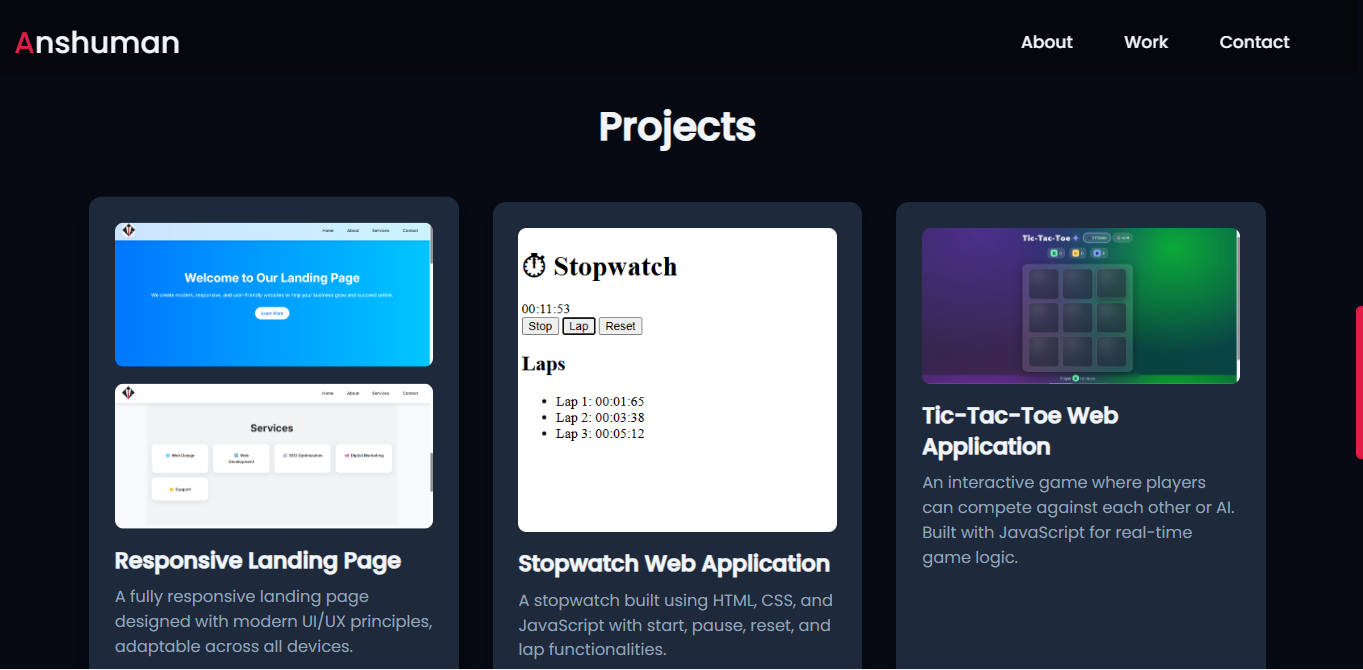 Anshuman
About Work Contact
Projects
Home About Services Contact
Welcome to Our Landing Page
We create modern, responsive, and user-friendly websites to help your business grow and succeed online.
Learn More
Home About Services Contact
Services
Web Design
Web
Development
SEO Optimization
Digital Marketing
Support
Responsive Landing Page
A fully responsive landing page
designed with modern UI/UX principles,
adaptable across all devices.
⏱ Stopwatch
00:11:53
Stop Lap Reset
Laps
• Lap 1: 00:01:65
• Lap 2: 00:03:38
• Lap 3: 00:05:12
Stopwatch Web Application
A stopwatch built using HTML, CSS, and
JavaScript with start, pause, reset, and
lap functionalities.
Tic-Tac-Toe
Tic-Tac-Toe Web
Application
An interactive game where players
can compete against each other or AI.
Built with JavaScript for real-time
game logic.